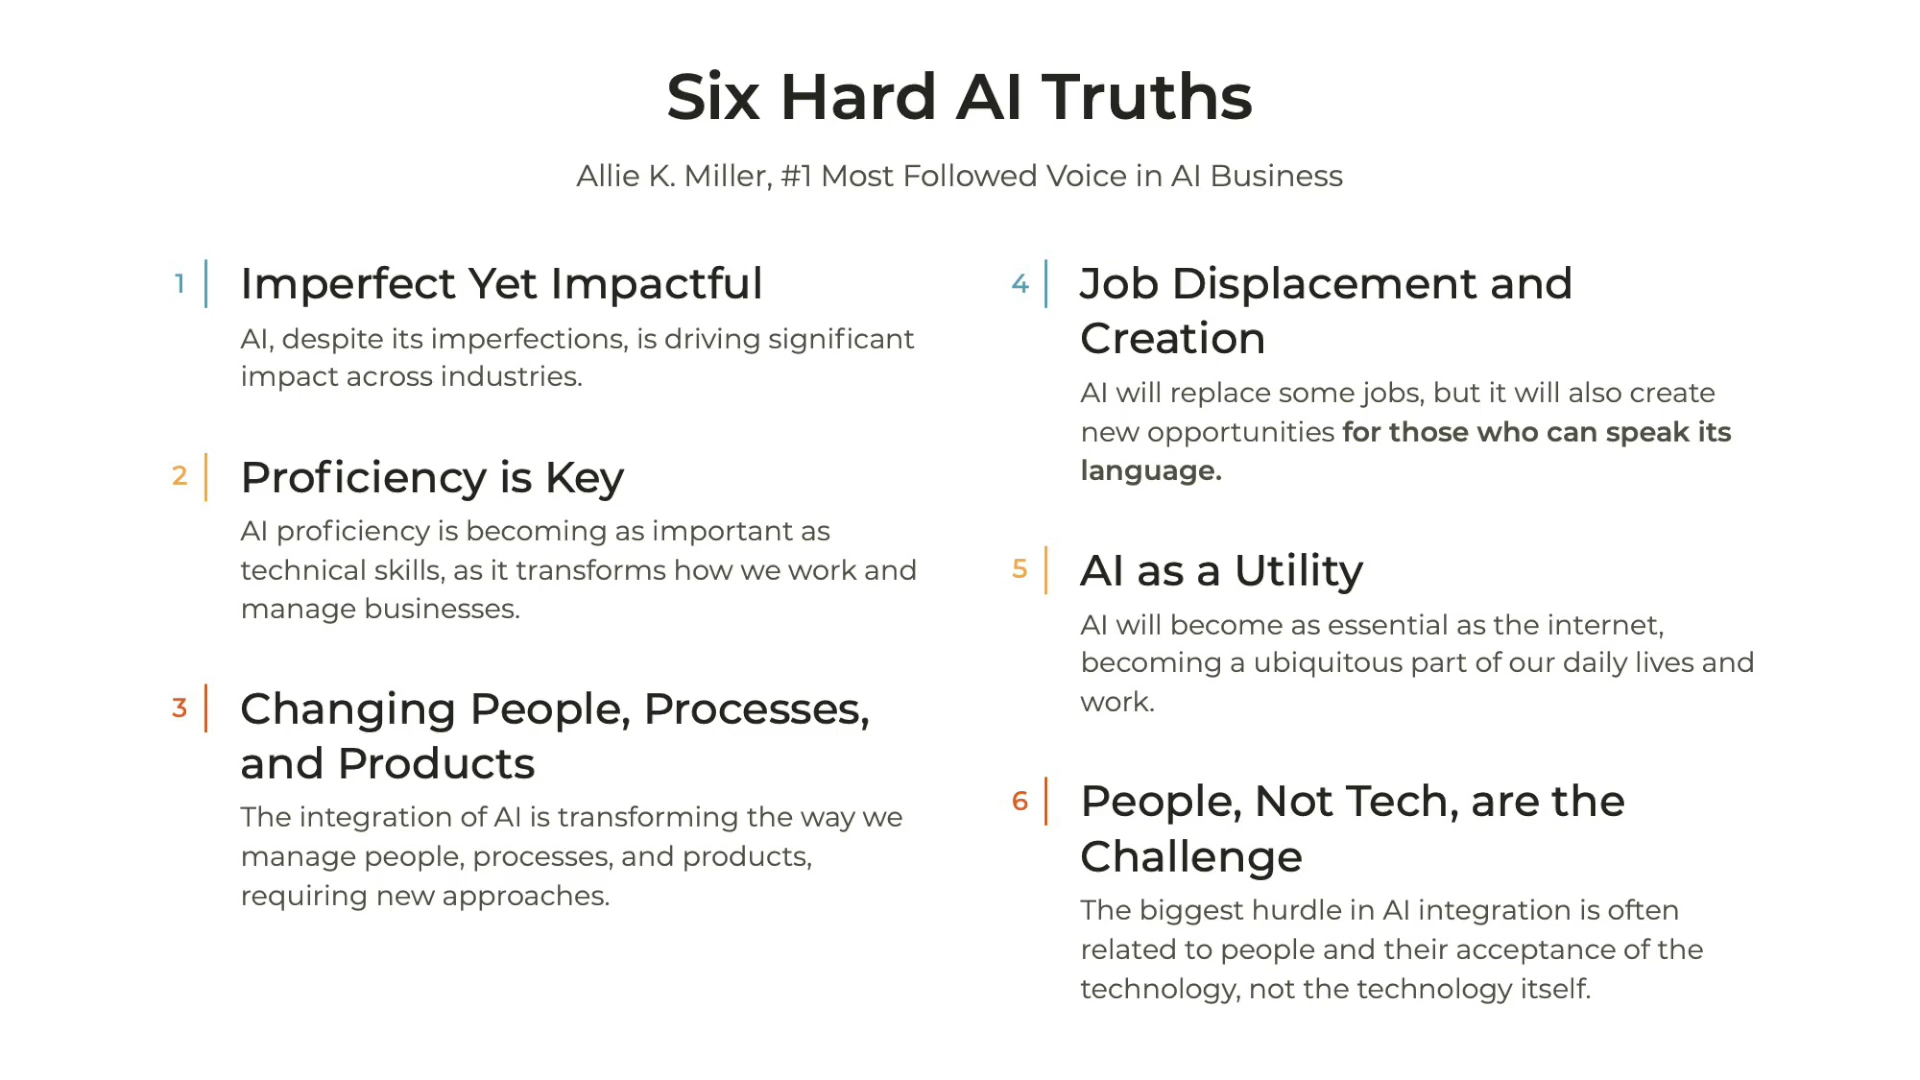 Six Hard AI Truths
Allie K. Miller, #1 Most Followed Voice in AI Business
1
Imperfect Yet Impactful
AI, despite its imperfections, is driving significant
impact across industries.
2
Proficiency is Key
AI proficiency is becoming as important as
technical skills, as it transforms how we work and
manage businesses.
3
Changing People, Processes,
and Products
The integration of AI is transforming the way we
manage people, processes, and products,
requiring new approaches.
4
Job Displacement and
Creation
AI will replace some jobs, but it will also create
new opportunities for those who can speak its
language.
5
AI as a Utility
AI will become as essential as the internet,
becoming a ubiquitous part of our daily lives and
work.
6
People, Not Tech, are the
Challenge
The biggest hurdle in AI integration is often
related to people and their acceptance of the
technology, not the technology itself.